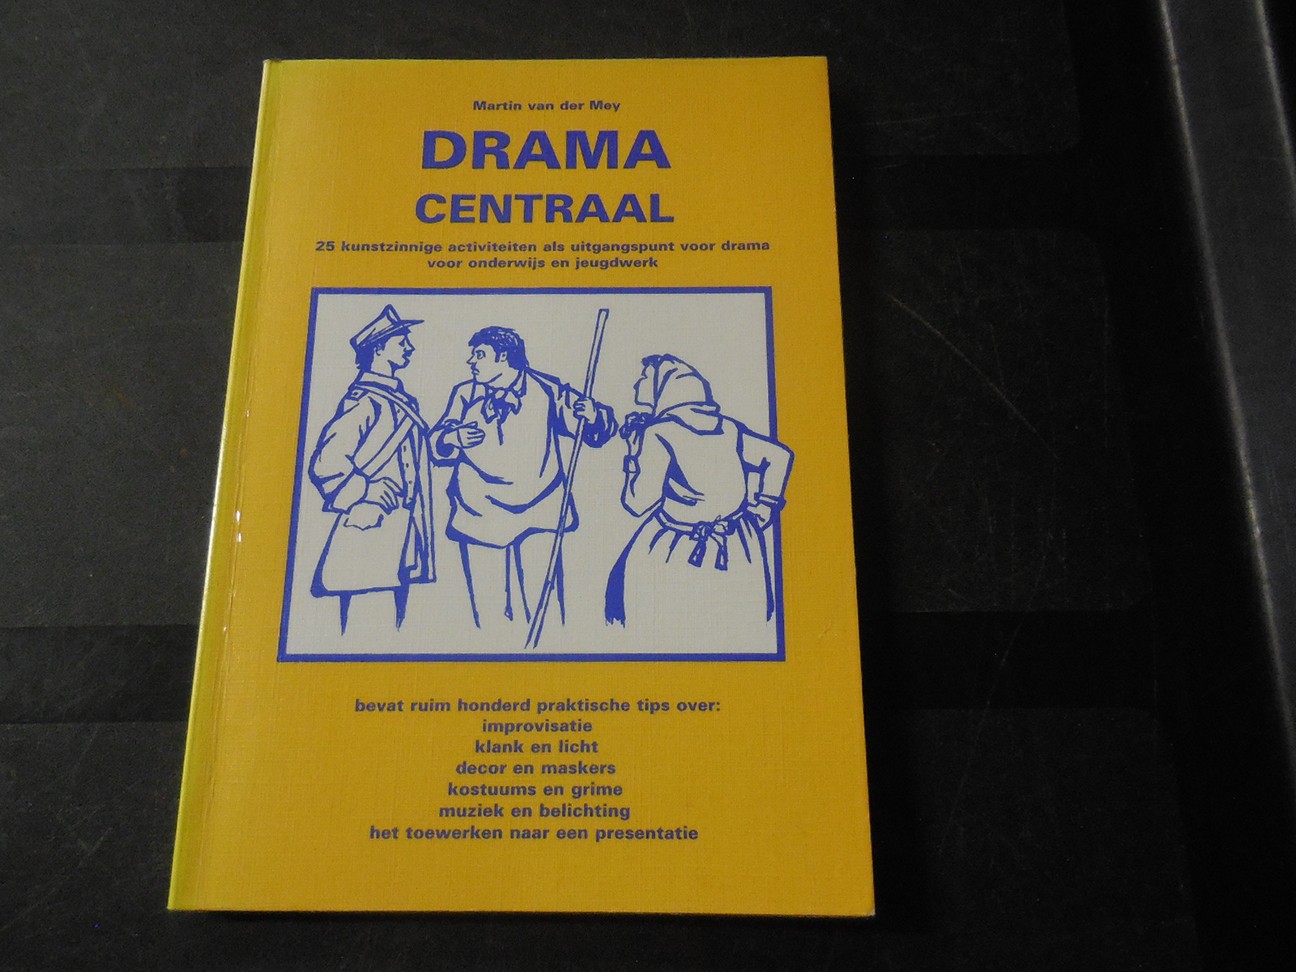 Martin van der Mey
DRAMA
CENTRAAL
25 kunstzinnige activiteiten als uitgangspunt voor drama
voor onderwijs en jeugdwerk
bevat ruim honderd praktische tips over:
improvisatie
klank en licht
decor en maskers
kostuums en grime
muziek en belichting
het toewerken naar een presentatie